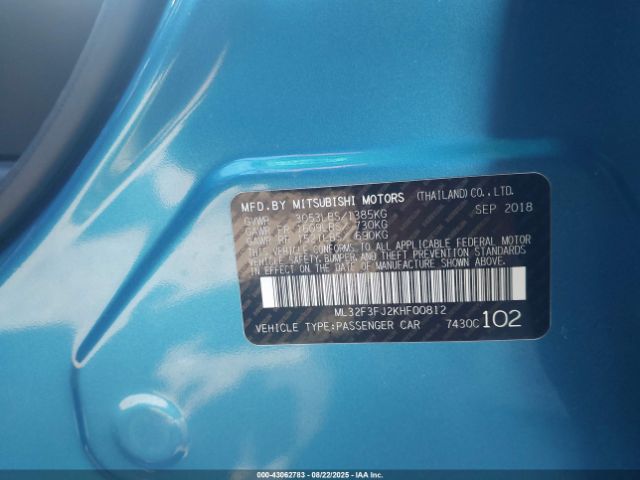 MFD.BY MITSUBISHI MOTORS (THAILAND) CO.,LTD.
GVWR 3053LBS/1385KG SEP 2018
GAWR FR 1609LBS/ 730KG
GAWR RR 1521LBS/ 690KG
THIS VEHICLE CONFORMS TO ALL APPLICABLE FEDERAL MOTOR
VEHICLE SAFETY, BUMPER, AND THEFT PREVENTION STANDARDS
IN EFFECT ON THE DATE OF MANUFACTURE SHOWN ABOVE.
ML32F3FJ2KHF00812
VEHICLE TYPE:PASSENGER CAR 7430C 102
000-43062783 - 08/22/2025 - IAAI.com